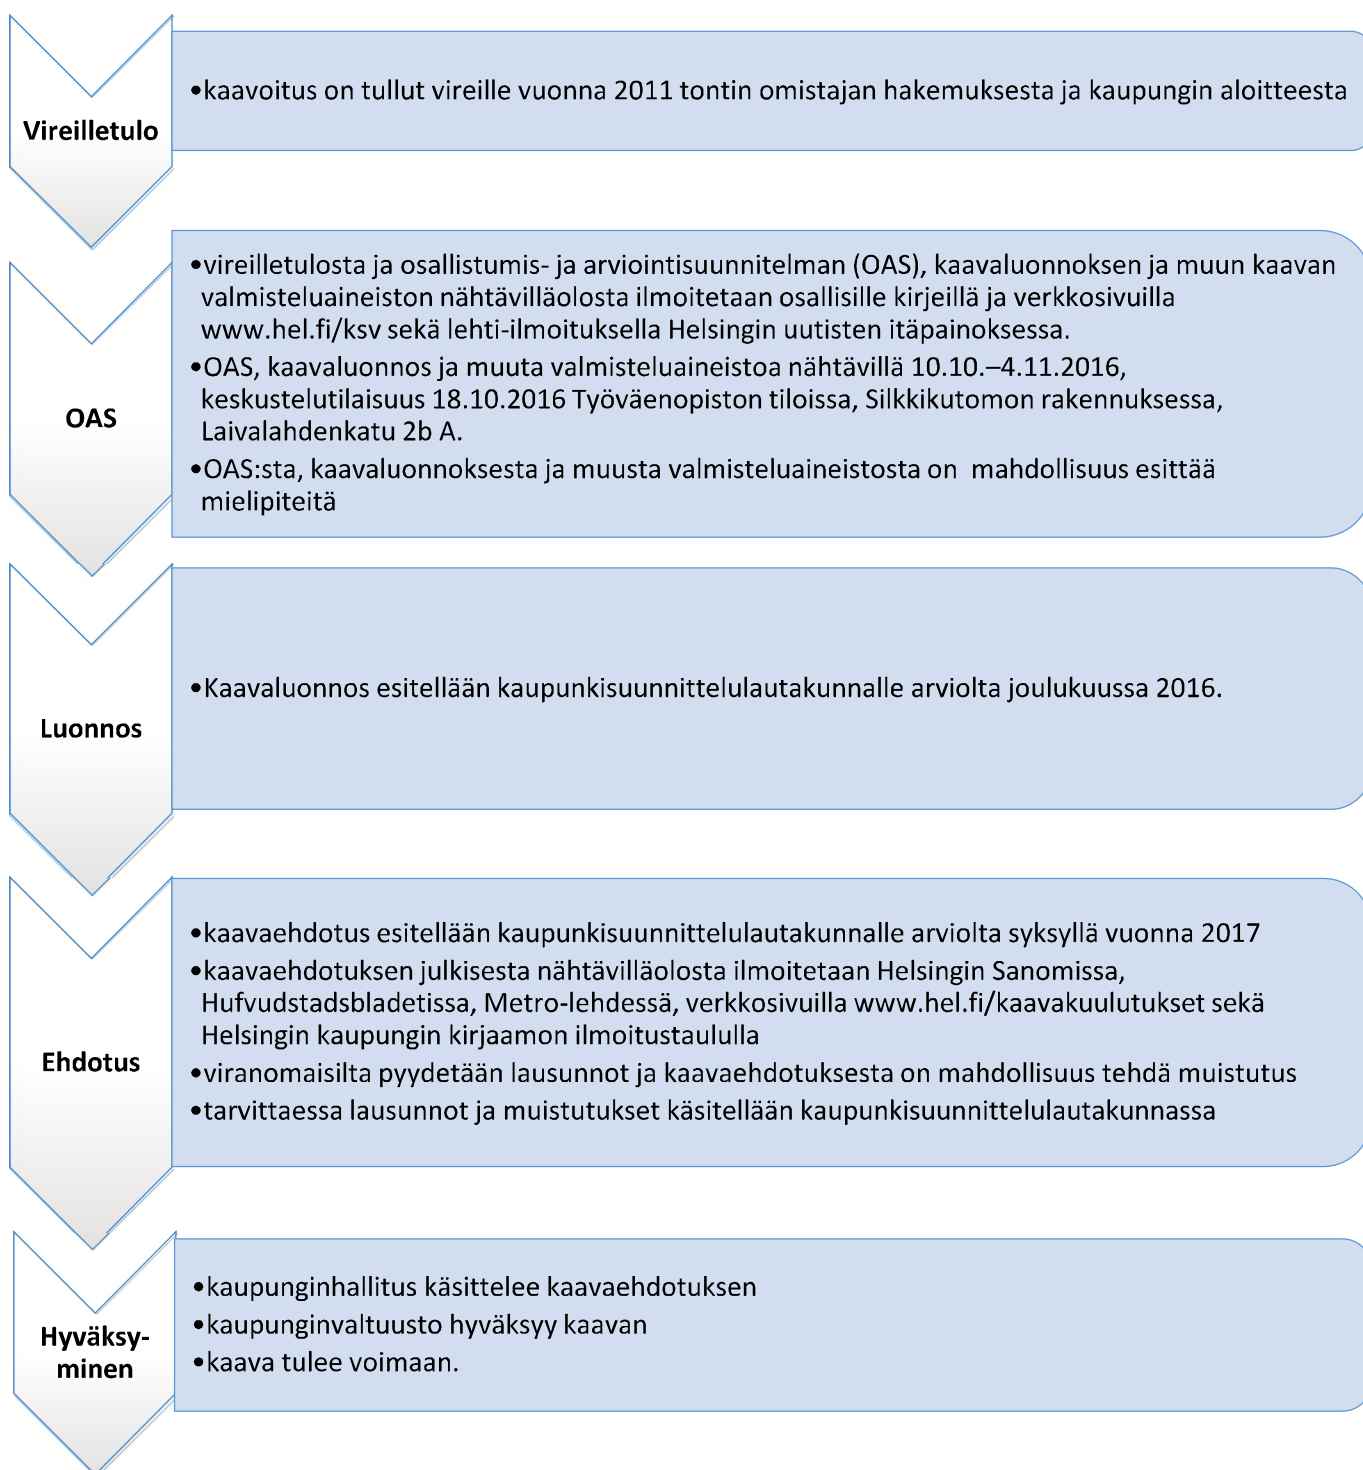 Vireilletulo
•kaavoitus on tullut vireille vuonna 2011 tontin omistajan hakemuksesta ja kaupungin aloitteesta
OAS
•vireilletulosta ja osallistumis- ja arviointisuunnitelman (OAS), kaavaluonnoksen ja muun kaavan
valmisteluaineiston nähtävilläolosta ilmoitetaan osallisille kirjeillä ja verkkosivuilla
www.hel.fi/ksv sekä lehti-ilmoituksella Helsingin uutisten itäpainoksessa.
•OAS, kaavaluonnos ja muuta valmisteluaineistoa nähtävillä 10.10.–4.11.2016,
keskustelutilaisuus 18.10.2016 Työväenopiston tiloissa, Silkkikutomon rakennuksessa,
Laivalahdenkatu 2b A.
•OAS:sta, kaavaluonnoksesta ja muusta valmisteluaineistosta on  mahdollisuus esittää
mielipiteitä
Luonnos
•Kaavaluonnos esitellään kaupunkisuunnittelulautakunnalle arviolta joulukuussa 2016.
Ehdotus
•kaavaehdotus esitellään kaupunkisuunnittelulautakunnalle arviolta syksyllä vuonna 2017
•kaavaehdotuksen julkisesta nähtävilläolosta ilmoitetaan Helsingin Sanomissa,
Hufvudstadsbladetissa, Metro-lehdessä, verkkosivuilla www.hel.fi/kaavakuulutukset sekä
Helsingin kaupungin kirjaamon ilmoitustaululla
•viranomaisilta pyydetään lausunnot ja kaavaehdotuksesta on mahdollisuus tehdä muistutus
•tarvittaessa lausunnot ja muistutukset käsitellään kaupunkisuunnittelulautakunnassa
Hyväksy-
minen
•kaupunginhallitus käsittelee kaavaehdotuksen
•kaupunginvaltuusto hyväksyy kaavan
•kaava tulee voimaan.